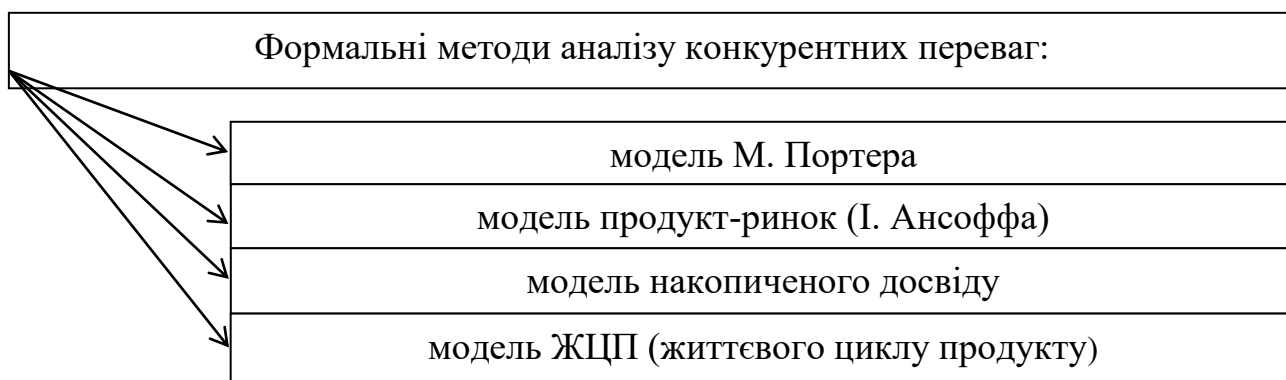 Формальні методи аналізу конкурентних переваг:
модель М. Портера
модель продукт-ринок (І. Ансоффа)
модель накопиченого досвіду
модель ЖЦП (життєвого циклу продукту)